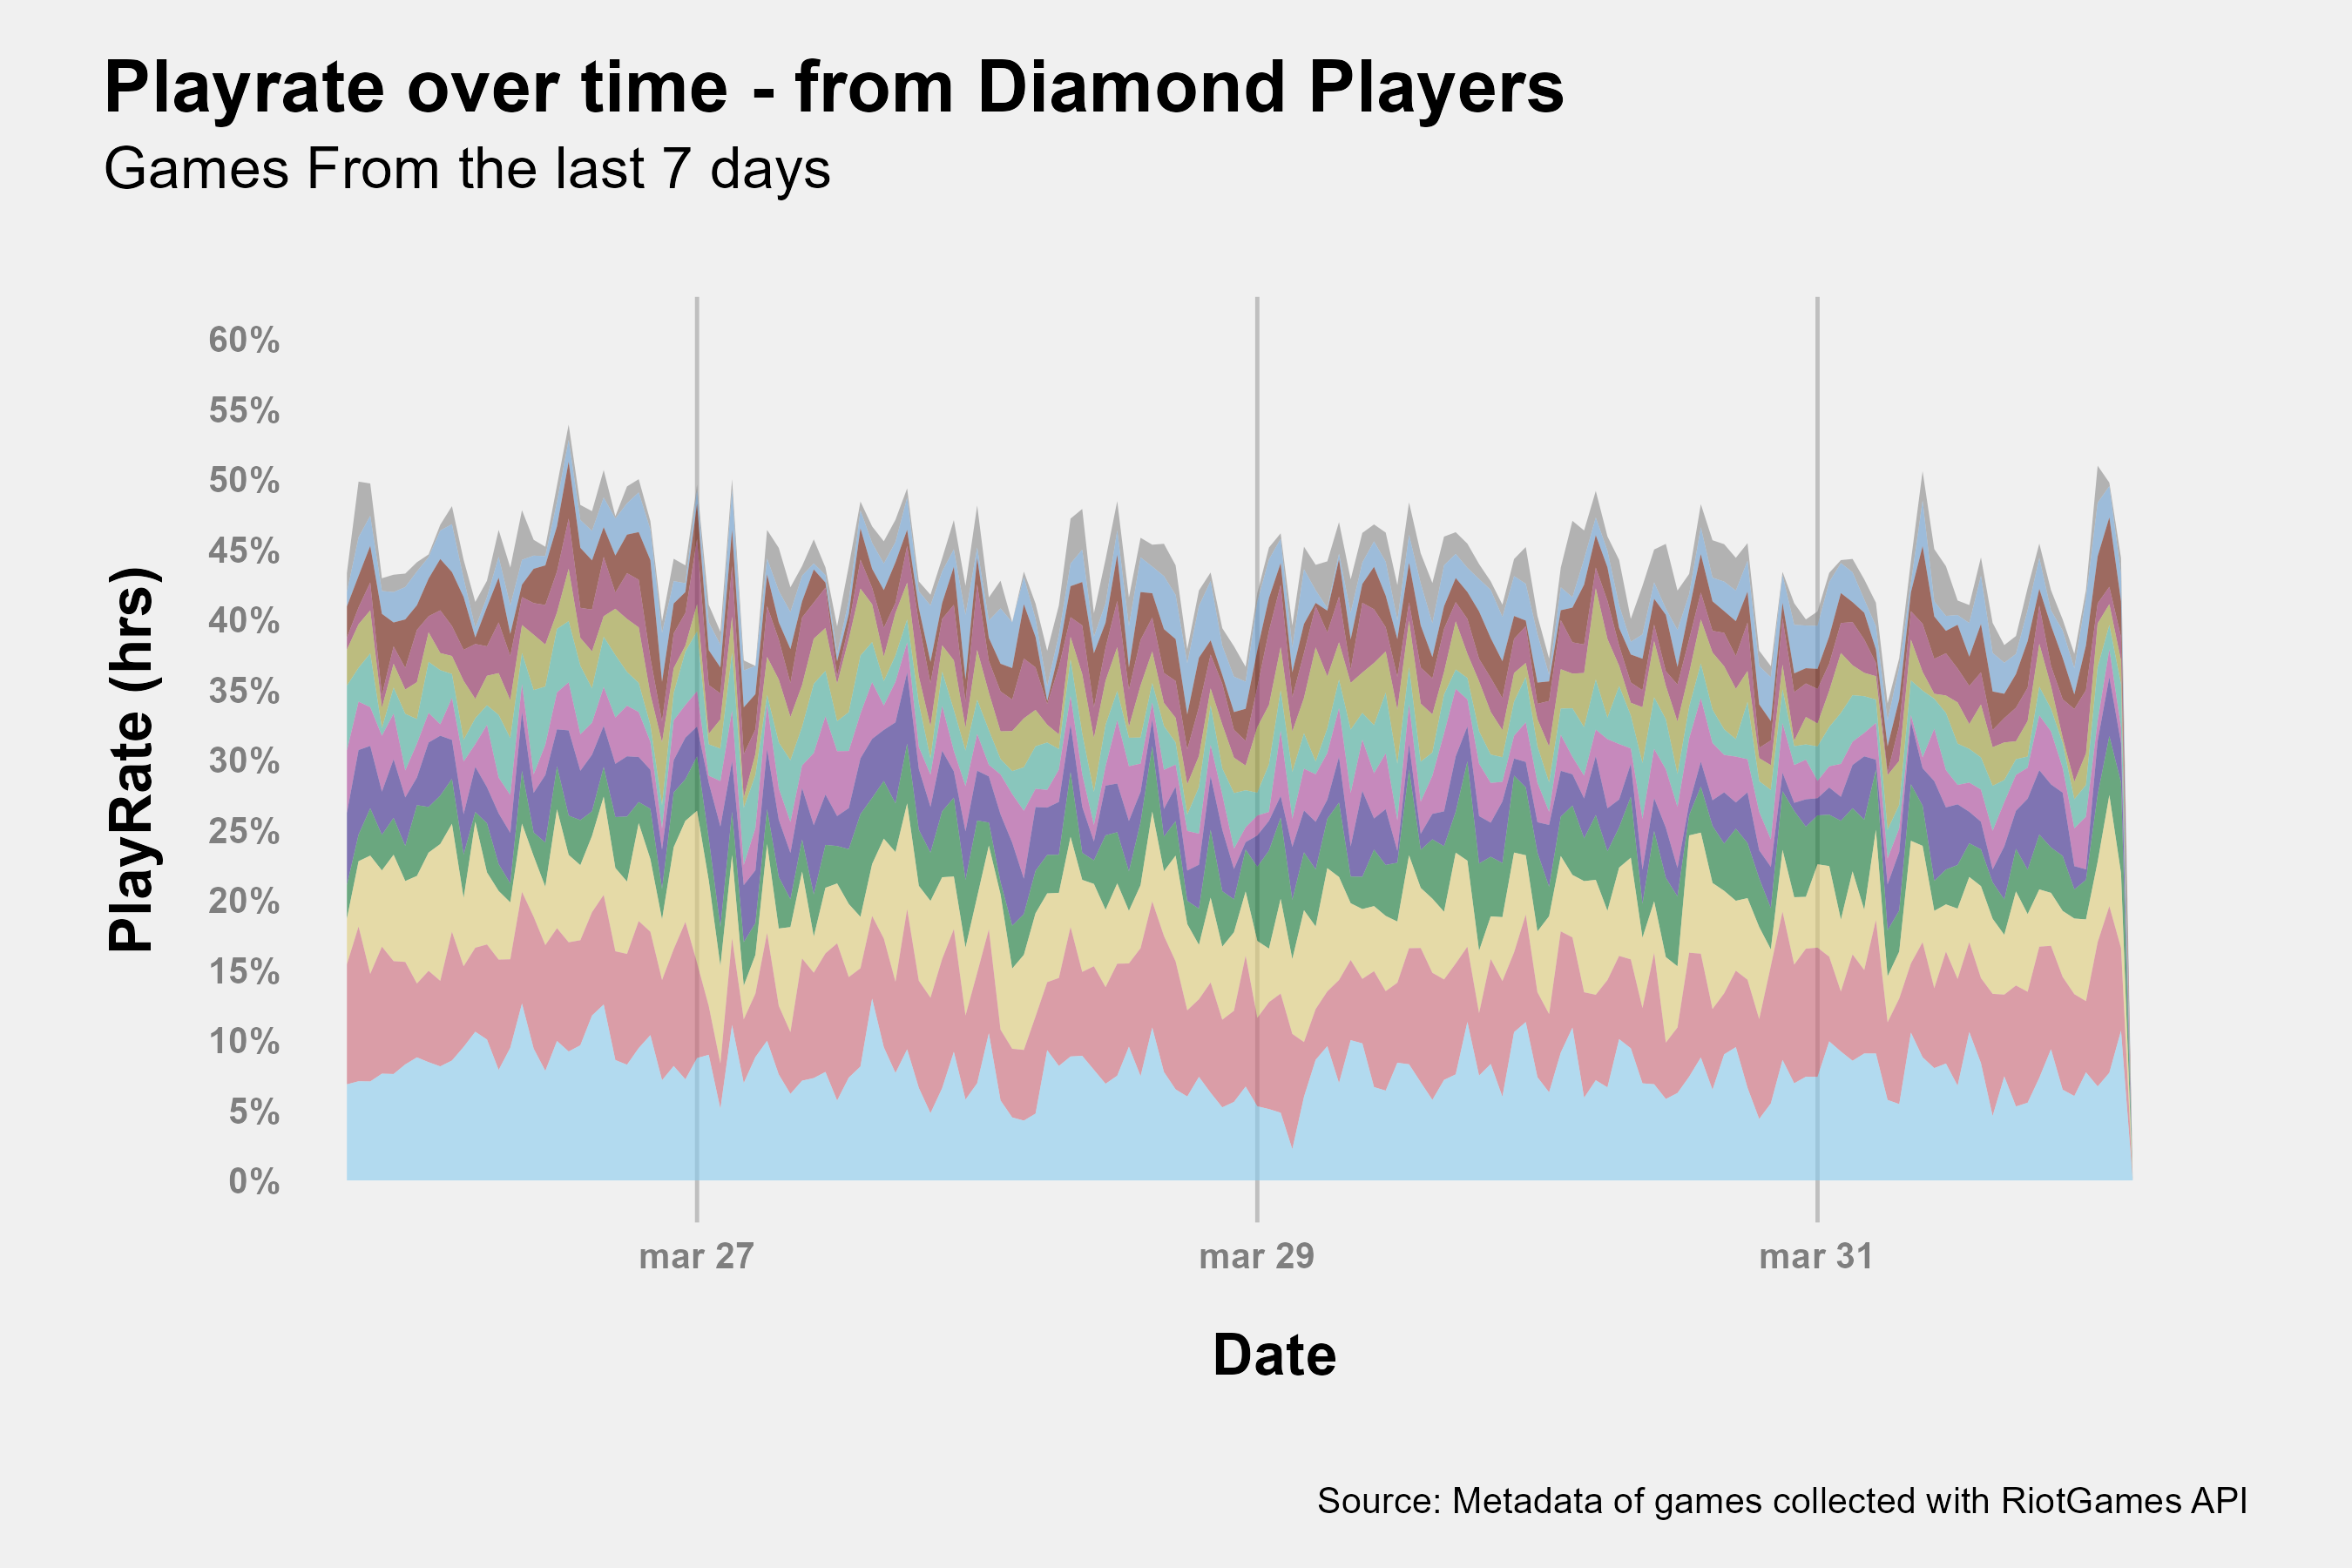 Playrate over time - from Diamond Players
Games From the last 7 days
60%
55%
50%
45%
40%
35%
30%
25%
20%
15%
10%
5%
0%
PlayRate (hrs)
mar 27
mar 29
mar 31
Date
Source: Metadata of games collected with RiotGames API